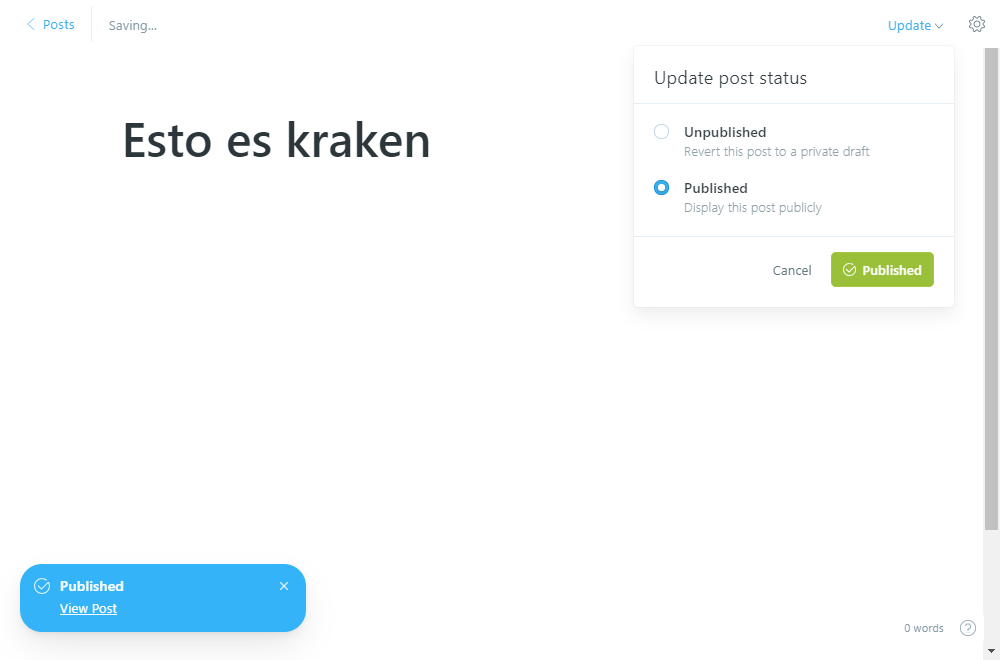 Posts
Saving...
Update
Update post status
Esto es kraken
Unpublished
Revert this post to a private draft
Published
Display this post publicly
Cancel
Published
Published
View Post
0 words
?